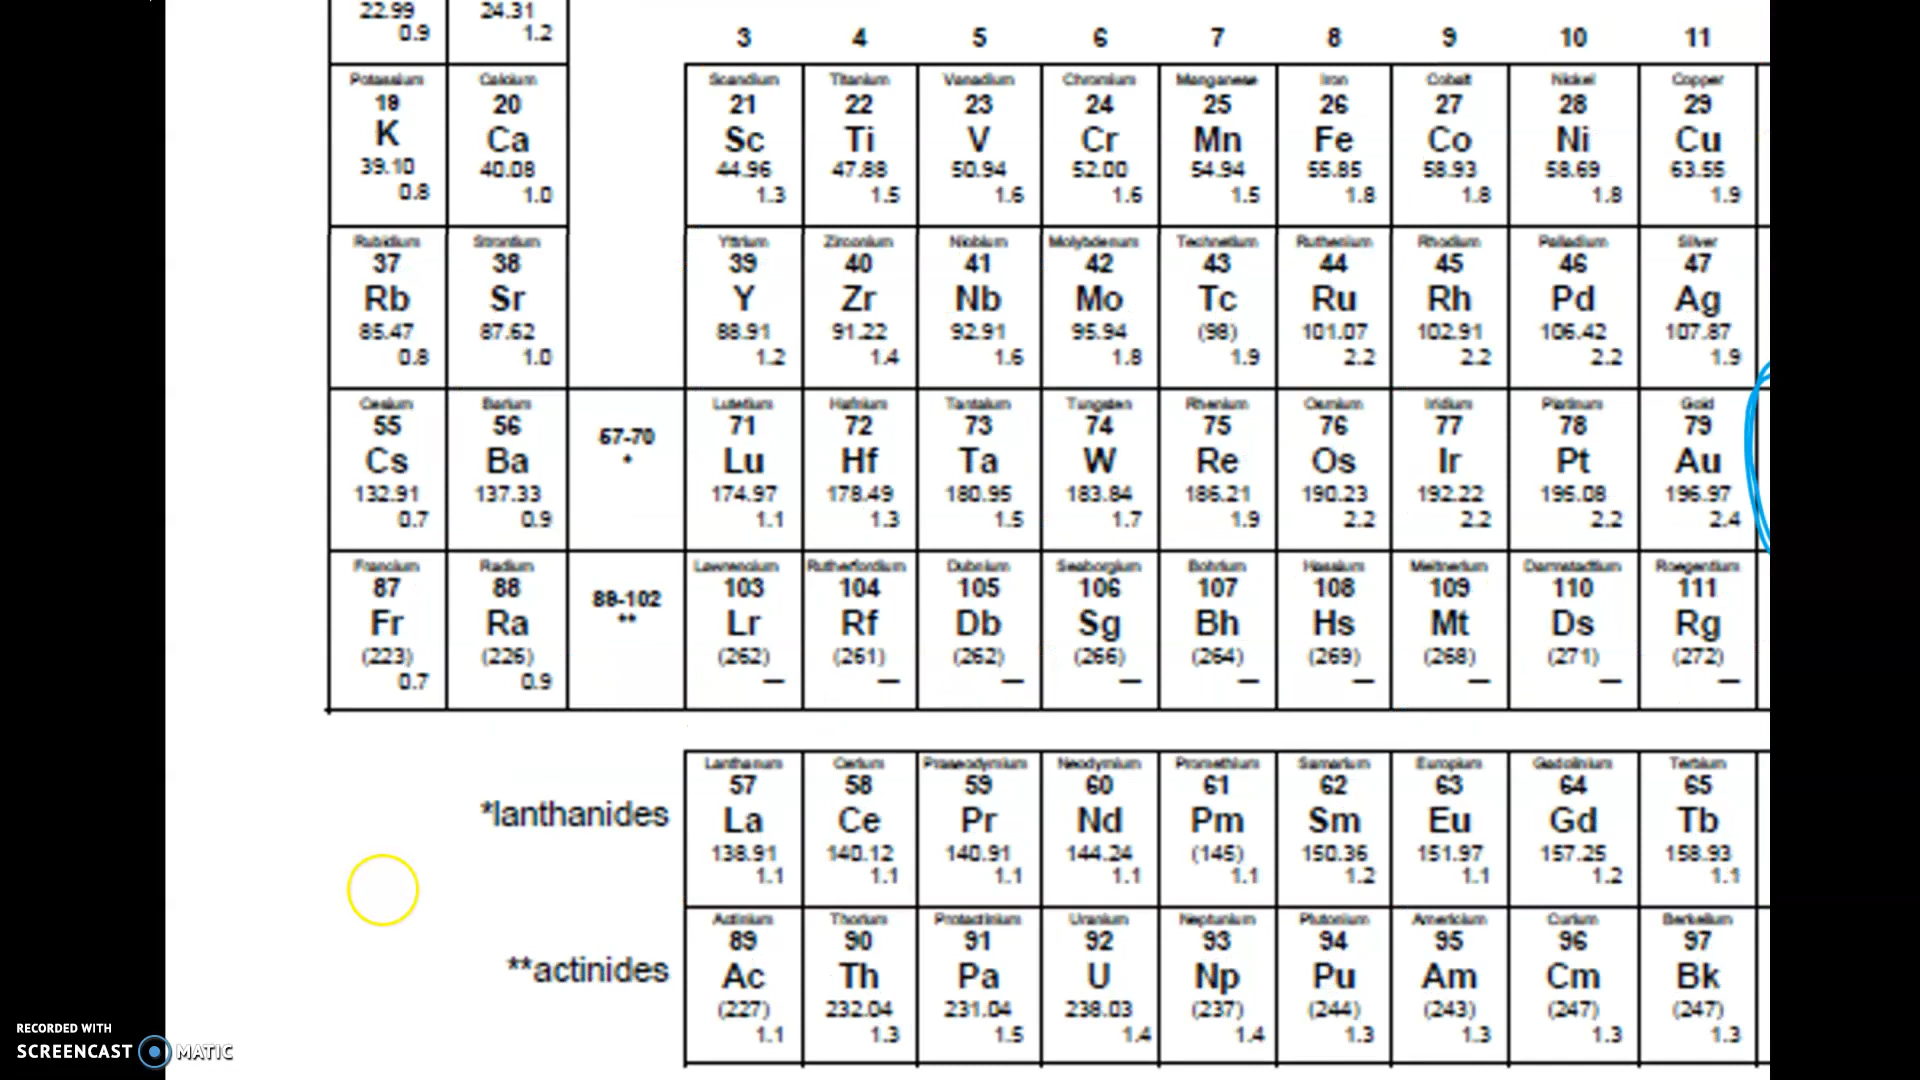 22.99 24.31
0.9 1.2
3 4 5 6 7 8 9 10 11
Potassium Calcium Scandium Titanium Vanadium Chromium Manganese Iron Cobalt Nickel Copper
19 20 21 22 23 24 25 26 27 28 29
K Ca Sc Ti V Cr Mn Fe Co Ni Cu
39.10 40.08 44.96 47.88 50.94 52.00 54.94 55.85 58.93 58.69 63.55
0.8 1.0 1.3 1.5 1.6 1.6 1.5 1.8 1.8 1.8 1.9
Rubidium Strontium Yttrium Zirconium Niobium Molybdenum Technetium Ruthenium Rhodium Palladium Silver
37 38 39 40 41 42 43 44 45 46 47
Rb Sr Y Zr Nb Mo Tc Ru Rh Pd Ag
85.47 87.62 88.91 91.22 92.91 95.94 (98) 101.07 102.91 106.42 107.87
0.8 1.0 1.2 1.4 1.6 1.8 1.9 2.2 2.2 2.2 1.9
Cesium Barium Lutetium Hafnium Tantalum Tungsten Rhenium Osmium Iridium Platinum Gold
55 56 57-70 71 72 73 74 75 76 77 78 79
Cs Ba * Lu Hf Ta W Re Os Ir Pt Au
132.91 137.33 174.97 178.49 180.95 183.84 186.21 190.23 192.22 195.08 196.97
0.7 0.9 1.1 1.3 1.5 1.7 1.9 2.2 2.2 2.2 2.4
Francium Radium Lawrencium Rutherfordium Dubnium Seaborgium Bohrium Hassium Meitnerium Darmstadtium Roegentium
87 88 89-102 103 104 105 106 107 108 109 110 111
Fr Ra ** Lr Rf Db Sg Bh Hs Mt Ds Rg
(223) (226) (262) (261) (262) (266) (264) (269) (268) (271) (272)
0.7 0.9 — — — — — — — — —
Lanthanum Cerium Praseodymium Neodymium Promethium Samarium Europium Gadolinium Terbium
57 58 59 60 61 62 63 64 65
*lanthanides La Ce Pr Nd Pm Sm Eu Gd Tb
138.91 140.12 140.91 144.24 (145) 150.36 151.97 157.25 158.93
1.1 1.1 1.1 1.1 1.1 1.2 1.1 1.2 1.1
Actinium Thorium Protactinium Uranium Neptunium Plutonium Americium Curium Berkelium
89 90 91 92 93 94 95 96 97
**actinides Ac Th Pa U Np Pu Am Cm Bk
(227) 232.04 231.04 238.03 (237) (244) (243) (247) (247)
1.1 1.3 1.5 1.4 1.4 1.3 1.3 1.3 1.3
RECORDED WITH
SCREENCAST MATIC